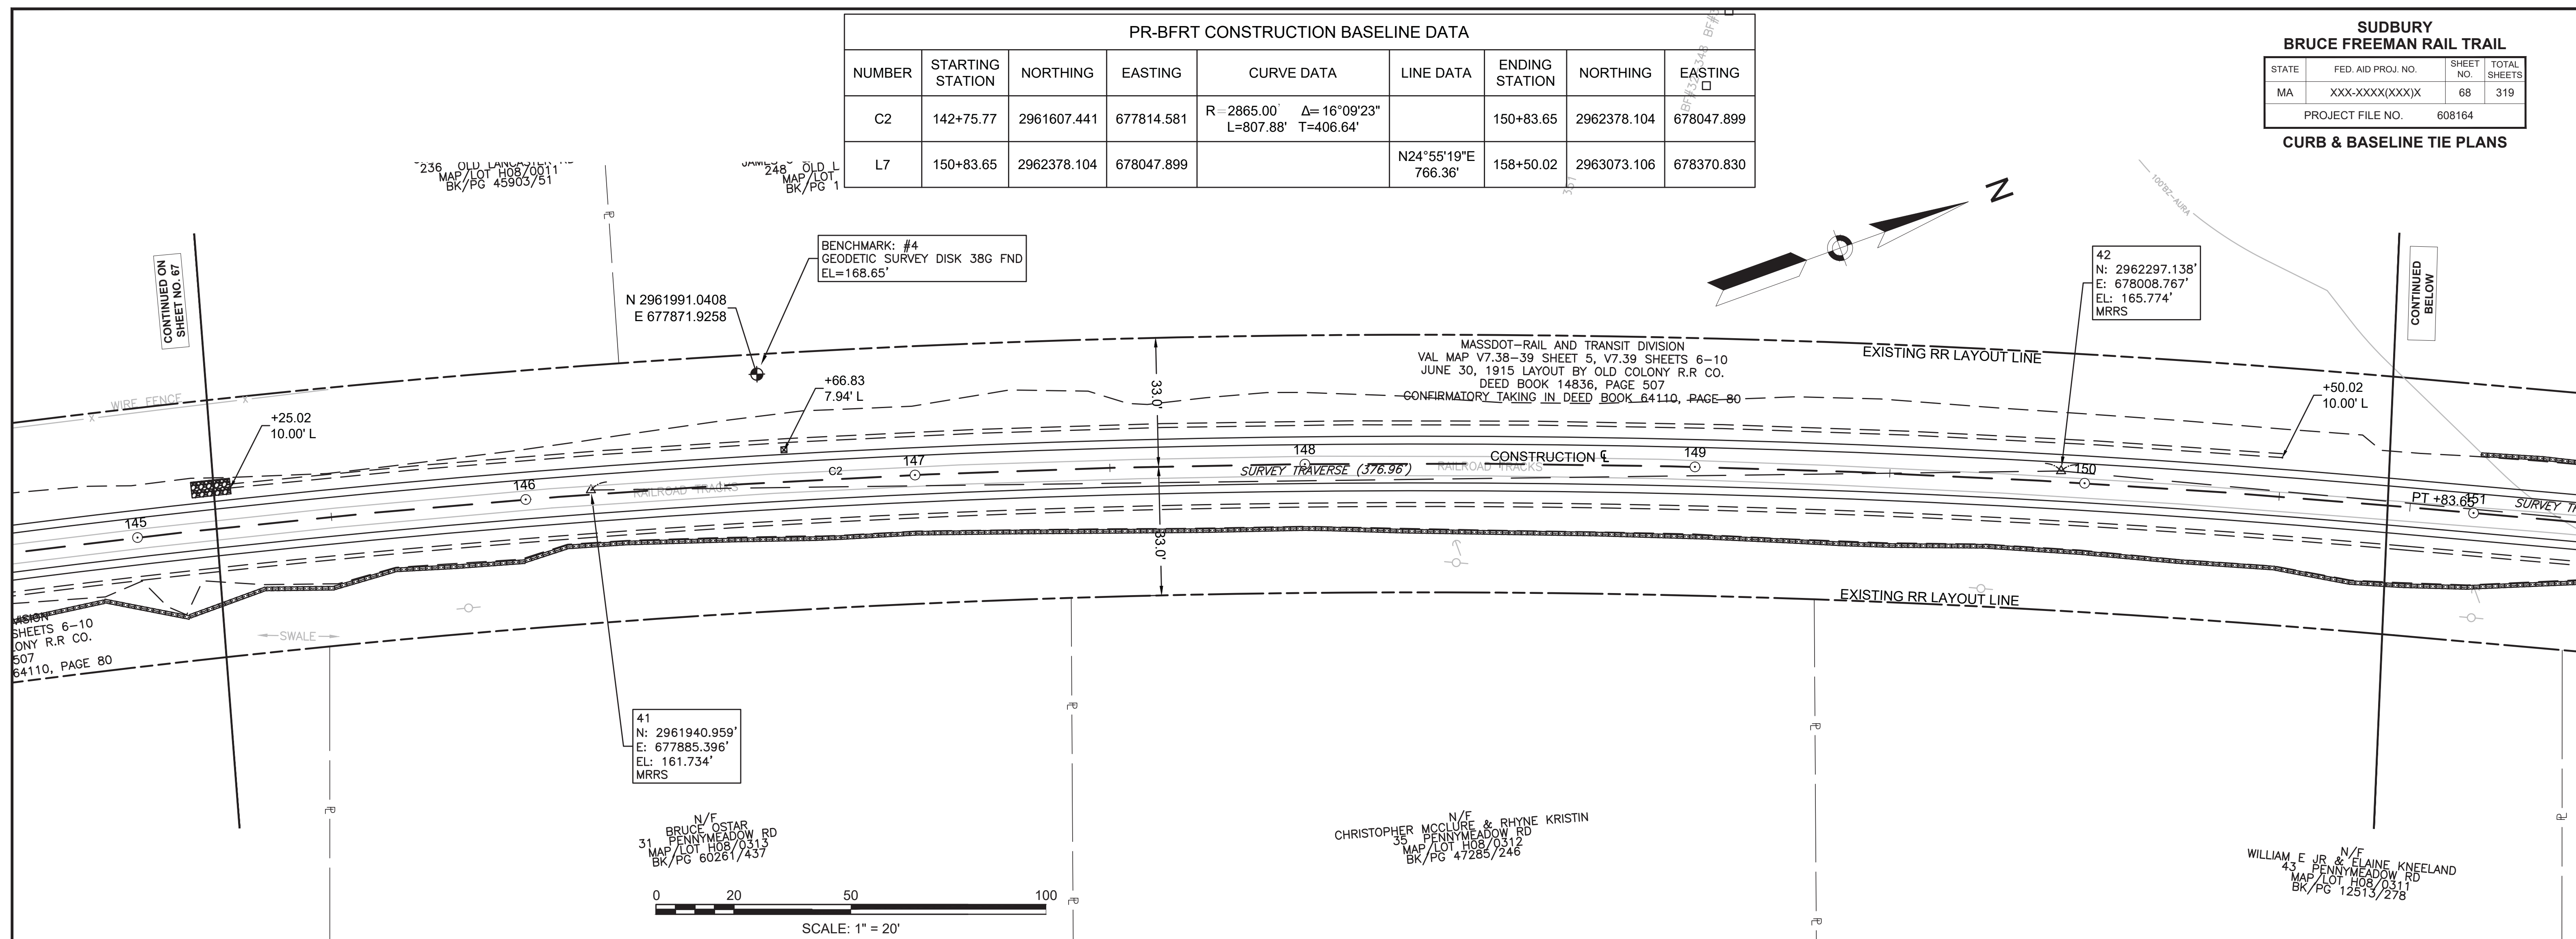 PR-BFRT CONSTRUCTION BASELINE DATA
NUMBER STARTING STATION NORTHING EASTING CURVE DATA LINE DATA ENDING STATION NORTHING EASTING
C2 142+75.77 2961607.441 677814.581 R=2865.00' Δ=16°09'23" L=807.88' T=406.64' 150+83.65 2962378.104 678047.899
L7 150+83.65 2962378.104 678047.899 N24°55'19"E 766.36' 158+50.02 2963073.106 678370.830
SUDBURY
BRUCE FREEMAN RAIL TRAIL
STATE FED. AID PROJ. NO. SHEET NO. TOTAL SHEETS
MA XXX-XXXX(XXX)X 68 319
PROJECT FILE NO. 608164
CURB & BASELINE TIE PLANS
236 OLD LANCASTER RD
MAP/LOT H08/0011
BK/PG 45903/51
248 OLD L
MAP/LOT
BK/PG 1
100'BZ-AURA
N
CONTINUED ON
SHEET NO. 67
BENCHMARK: #4
GEODETIC SURVEY DISK 38G FND
EL=168.65'
N 2961991.0408
E 677871.9258
42
N: 2962297.138'
E: 678008.767'
EL: 165.774'
MRRS
CONTINUED
BELOW
MASSDOT-RAIL AND TRANSIT DIVISION
VAL MAP V7.38-39 SHEET 5, V7.39 SHEETS 6-10
JUNE 30, 1915 LAYOUT BY OLD COLONY R.R CO.
DEED BOOK 14836, PAGE 507
CONFIRMATORY TAKING IN DEED BOOK 64110, PAGE 80
EXISTING RR LAYOUT LINE
WIRE FENCE
+25.02
10.00' L
+66.83
7.94' L
33.0'
+50.02
10.00' L
145
146
147
148
149
150
151
C2
RAILROAD TRACKS
SURVEY TRAVERSE (376.96')
RAILROAD TRACKS
CONSTRUCTION ℄
PT +83.65
SURVEY TR
33.0'
EXISTING RR LAYOUT LINE
SHEETS 6-10
LONY R.R CO.
507
64110, PAGE 80
SWALE
41
N: 2961940.959'
E: 677885.396'
EL: 161.734'
MRRS
N/F
BRUCE OSTAR
31 PENNYMEADOW RD
MAP/LOT H08/0313
BK/PG 60261/437
N/F
CHRISTOPHER MCCLURE & RHYNE KRISTIN
35 PENNYMEADOW RD
MAP/LOT H08/0312
BK/PG 47285/246
N/F
WILLIAM E JR & ELAINE KNEELAND
43 PENNYMEADOW RD
MAP/LOT H08/0311
BK/PG 12513/278
0 20 50 100
SCALE: 1" = 20'